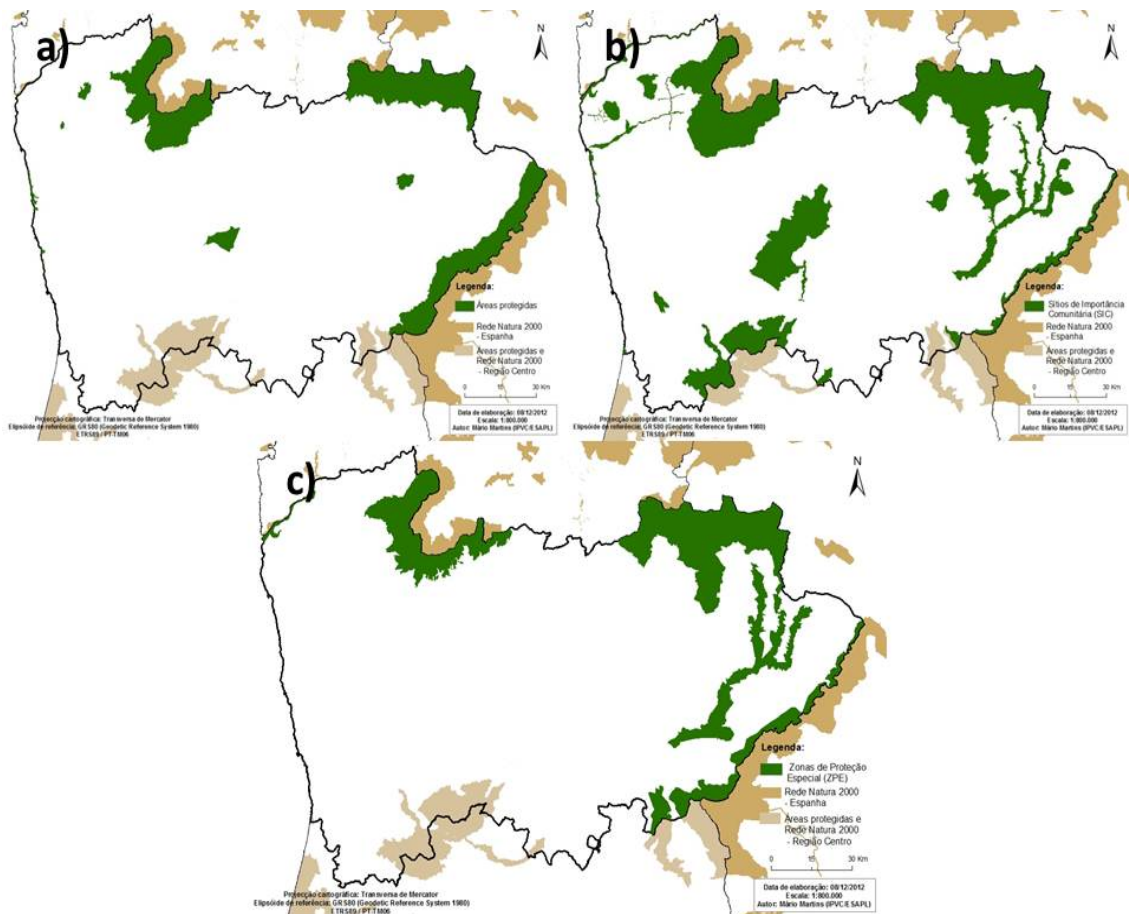 a)
N
Legenda:
Áreas protegidas
Rede Natura 2000
- Espanha
Áreas protegidas e
Rede Natura 2000
- Região Centro
0 15 30 Km
Projecção cartográfica: Transversa de Mercator
Elipsóide de referência: GRS80 (Geodetic Reference System 1980)
ETRS89 / PT-TM06
Data de elaboração: 08/12/2012
Escala: 1:800.000
Autor: Mário Martins (IPVC/ESAPL)
b)
N
Legenda:
Sítios de Importância
Comunitária (SIC)
Rede Natura 2000
- Espanha
Áreas protegidas e
Rede Natura 2000
- Região Centro
0 15 30 Km
Projecção cartográfica: Transversa de Mercator
Elipsóide de referência: GRS80 (Geodetic Reference System 1980)
ETRS89 / PT-TM06
Data de elaboração: 08/12/2012
Escala: 1:800.000
Autor: Mário Martins (IPVC/ESAPL)
c)
N
Legenda:
Zonas de Proteção
Especial (ZPE)
Rede Natura 2000
- Espanha
Áreas protegidas e
Rede Natura 2000
- Região Centro
0 15 30 Km
Projecção cartográfica: Transversa de Mercator
Elipsóide de referência: GRS80 (Geodetic Reference System 1980)
ETRS89 / PT-TM06
Data de elaboração: 08/12/2012
Escala: 1:800.000
Autor: Mário Martins (IPVC/ESAPL)